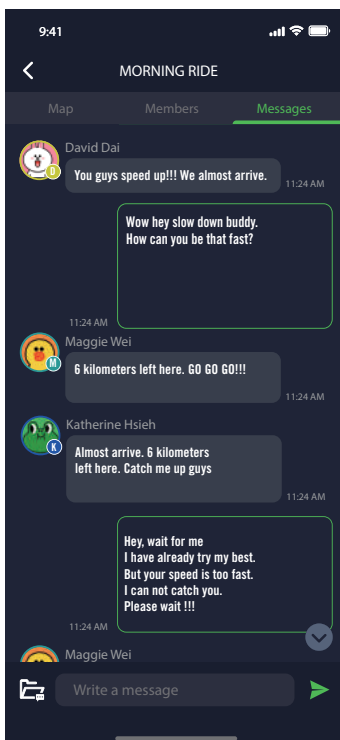 9:41
MORNING RIDE
Map Members Messages
David Dai
D
You guys speed up!!! We almost arrive.
11:24 AM
Wow hey slow down buddy.
How can you be that fast?
11:24 AM
Maggie Wei
M
6 kilometers left here. GO GO GO!!!
11:24 AM
Katherine Hsieh
K
Almost arrive. 6 kilometers
left here. Catch me up guys
11:24 AM
Hey, wait for me
I have already try my best.
But your speed is too fast.
I can not catch you.
Please wait !!!
11:24 AM
Maggie Wei
Write a message